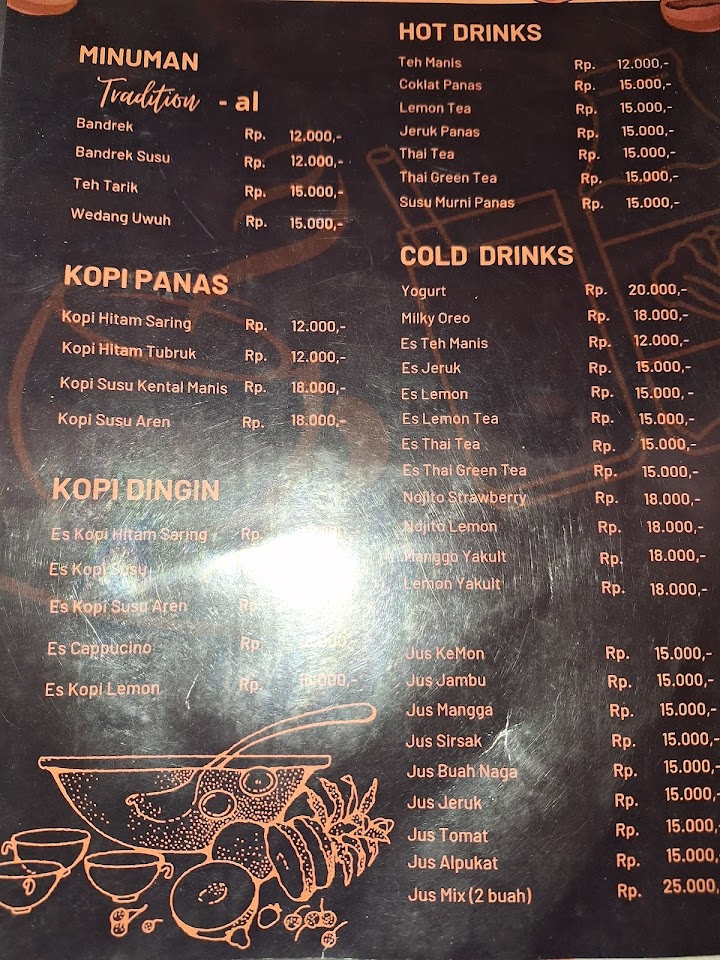 MINUMAN
Tradition - al
Bandrek Rp. 12.000,-
Bandrek Susu Rp. 12.000,-
Teh Tarik Rp. 15.000,-
Wedang Uwuh Rp. 15.000,-
KOPI PANAS
Kopi Hitam Saring Rp. 12.000,-
Kopi Hitam Tubruk Rp. 12.000,-
Kopi Susu Kental Manis Rp. 18.000,-
Kopi Susu Aren Rp. 18.000,-
KOPI DINGIN
Es Kopi Hitam Saring Rp.
Es Kopi Susu
Es Kopi Susu Aren Rp.
Es Cappucino Rp.
Es Kopi Lemon Rp.
HOT DRINKS
Teh Manis Rp. 12.000,-
Coklat Panas Rp. 15.000,-
Lemon Tea Rp. 15.000,-
Jeruk Panas Rp. 15.000,-
Thai Tea Rp. 15.000,-
Thai Green Tea Rp. 15.000,-
Susu Murni Panas Rp. 15.000,-
COLD DRINKS
Yogurt Rp. 20.000,-
Milky Oreo Rp. 18.000,-
Es Teh Manis Rp. 12.000,-
Es Jeruk Rp. 15.000,-
Es Lemon Rp. 15.000,-
Es Lemon Tea Rp. 15.000,-
Es Thai Tea Rp. 15.000,-
Es Thai Green Tea Rp. 15.000,-
Nojito Strawberry Rp. 18.000,-
Nojito Lemon Rp. 18.000,-
Manggo Yakult Rp. 18.000,-
Lemon Yakult Rp. 18.000,-
Jus KeMon Rp. 15.000,-
Jus Jambu Rp. 15.000,-
Jus Mangga Rp. 15.000,-
Jus Sirsak Rp. 15.000,-
Jus Buah Naga Rp. 15.000,-
Jus Jeruk Rp. 15.000,-
Jus Tomat Rp. 15.000,
Jus Alpukat Rp. 15.000,
Jus Mix (2 buah) Rp. 25.000,